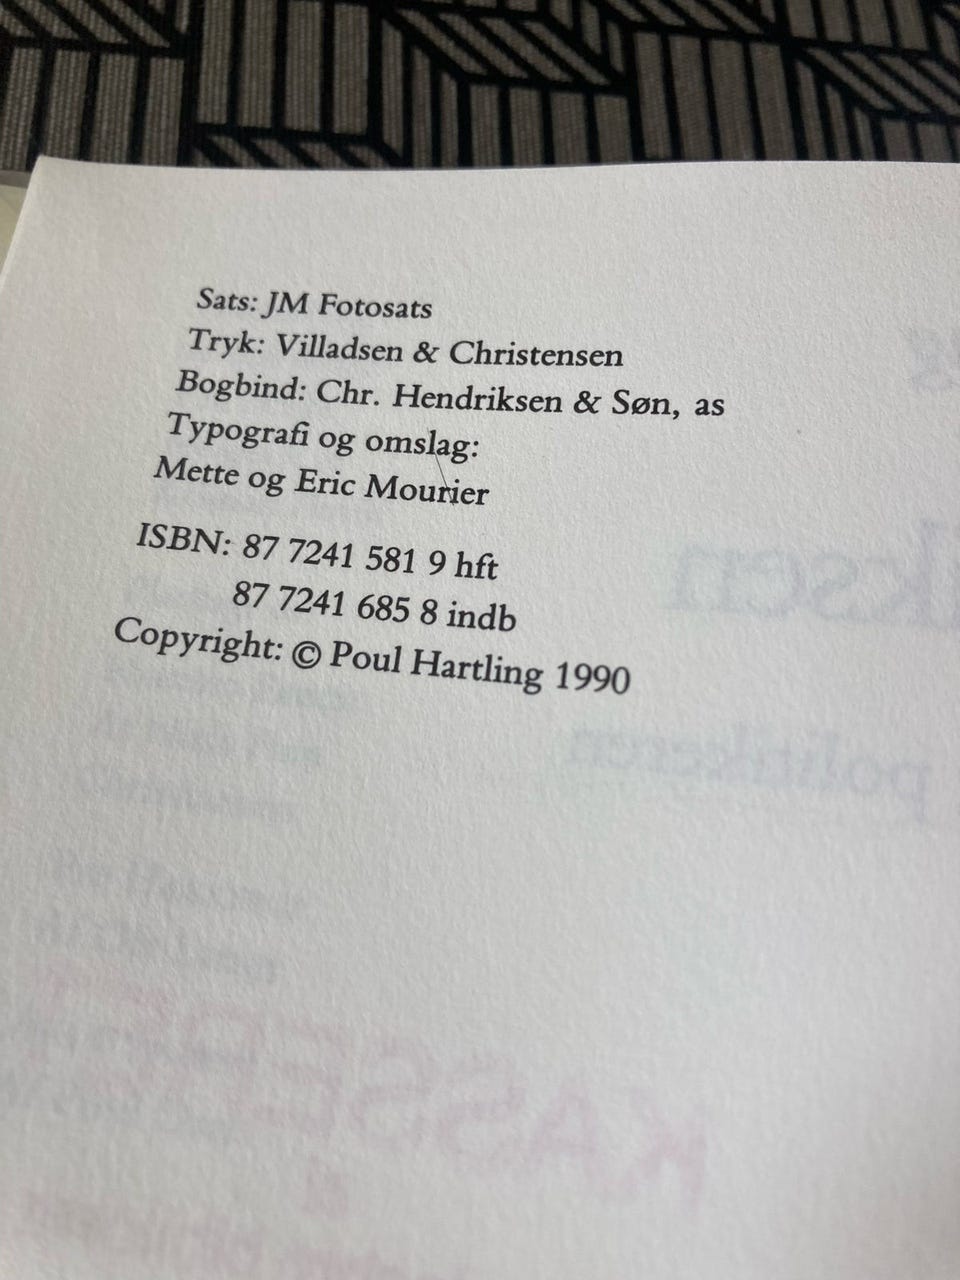 Sats: JM Fotosats
Tryk: Villadsen & Christensen
Bogbind: Chr. Hendriksen & Søn, as
Typografi og omslag:
Mette og Eric Mourier
ISBN: 87 7241 581 9 hft
87 7241 685 8 indb
Copyright: © Poul Hartling 1990
politikeren